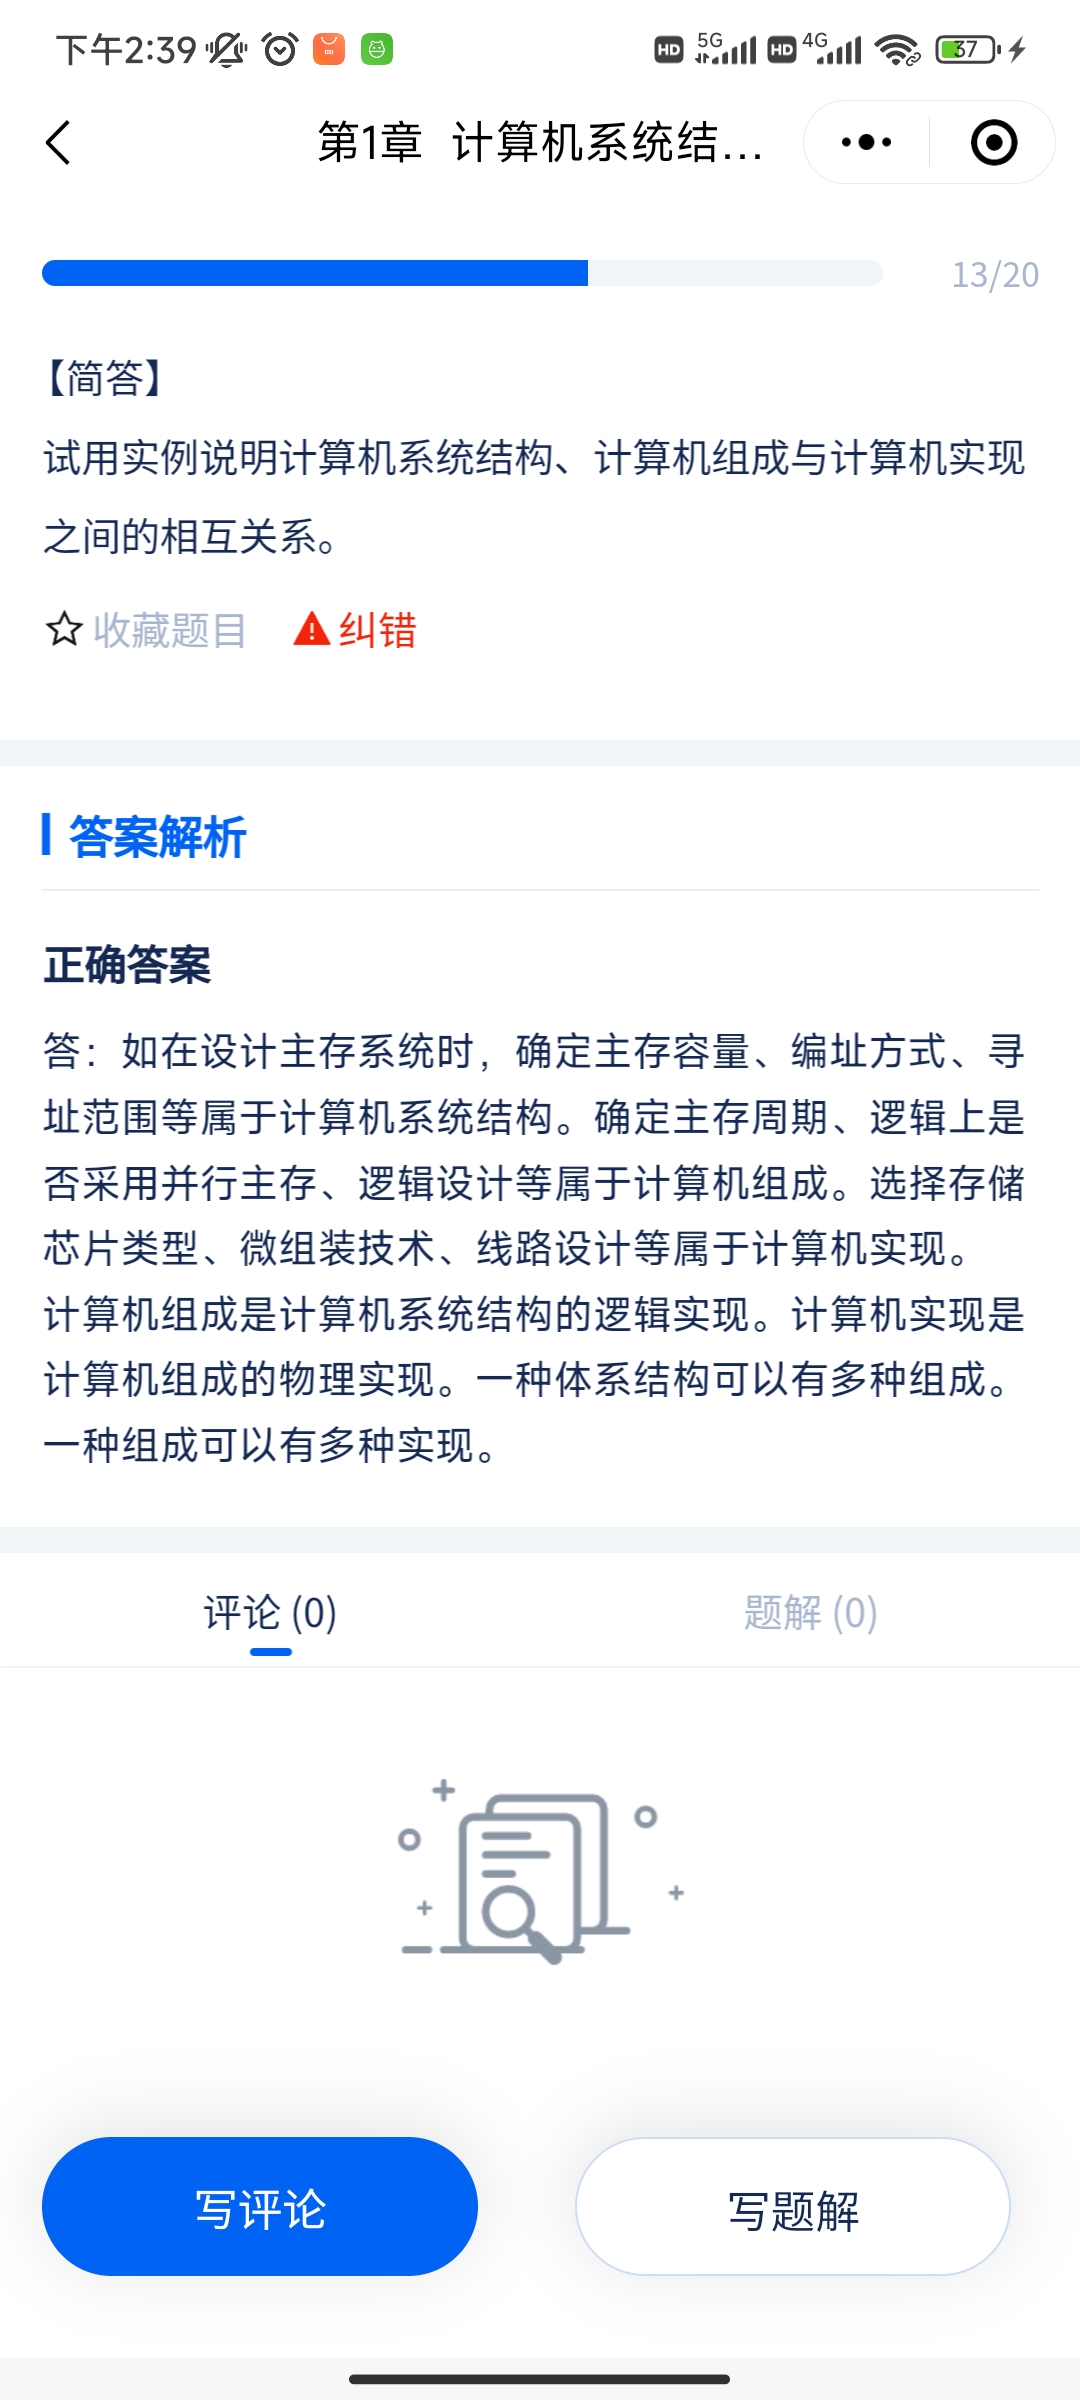 下午2:39 HD 5G HD 4G 37
第1章 计算机系统结...
13/20
【简答】
试用实例说明计算机系统结构、计算机组成与计算机实现
之间的相互关系。
收藏题目 纠错
答案解析
正确答案
答：如在设计主存系统时，确定主存容量、编址方式、寻
址范围等属于计算机系统结构。确定主存周期、逻辑上是
否采用并行主存、逻辑设计等属于计算机组成。选择存储
芯片类型、微组装技术、线路设计等属于计算机实现。
计算机组成是计算机系统结构的逻辑实现。计算机实现是
计算机组成的物理实现。一种体系结构可以有多种组成。
一种组成可以有多种实现。
评论 (0) 题解 (0)
写评论 写题解